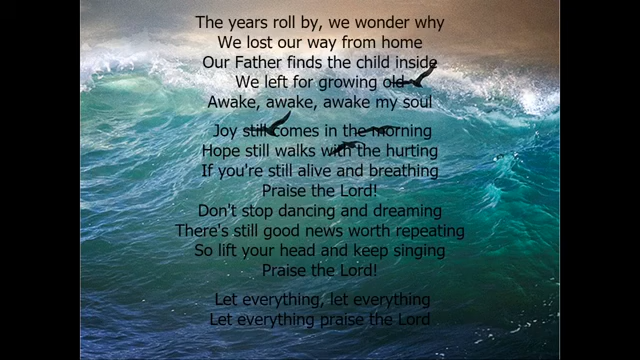 The years roll by, we wonder why
We lost our way from home
Our Father finds the child inside
We left for growing old
Awake, awake, awake my soul
Joy still comes in the morning
Hope still walks with the hurting
If you're still alive and breathing
Praise the Lord!
Don't stop dancing and dreaming
There's still good news worth repeating
So lift your head and keep singing
Praise the Lord!
Let everything, let everything
Let everything praise the Lord